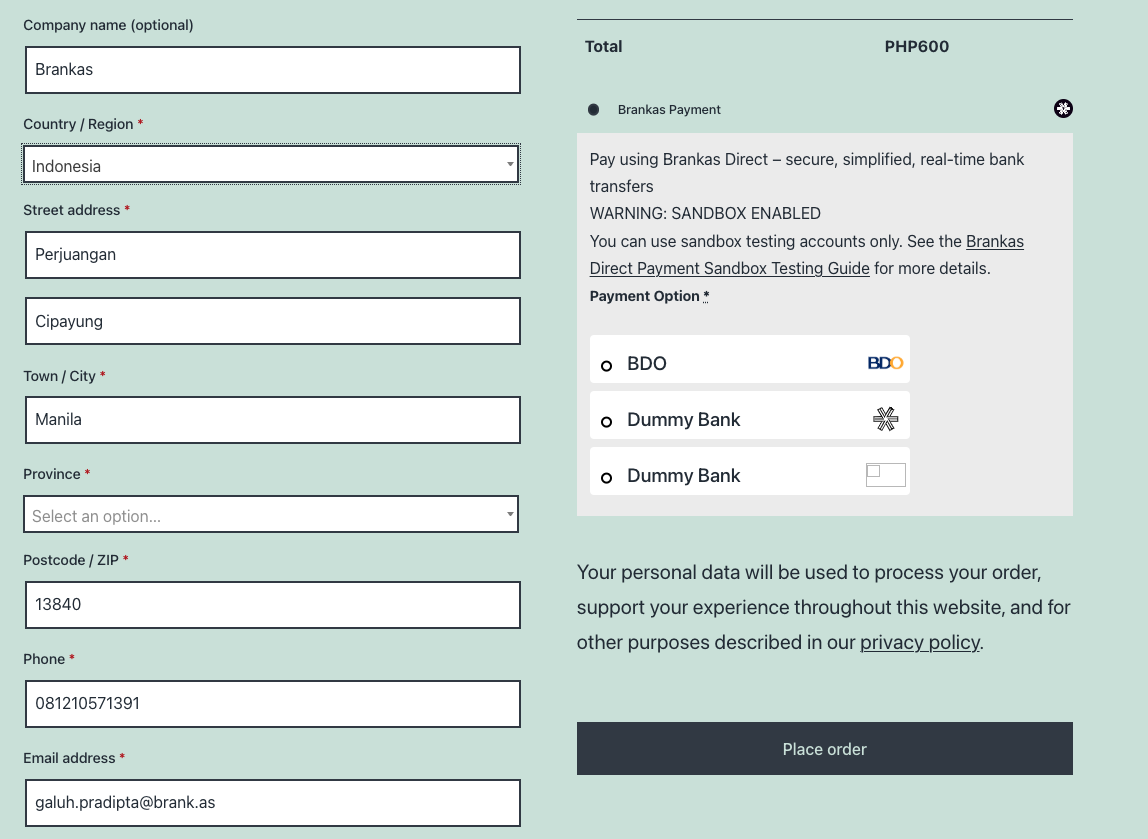 Company name (optional)
Brankas
Country / Region *
Indonesia
Street address *
Perjuangan
Cipayung
Town / City *
Manila
Province *
Select an option...
Postcode / ZIP *
13840
Phone *
081210571391
Email address *
galuh.pradipta@brank.as
Total PHP600
Brankas Payment
Pay using Brankas Direct – secure, simplified, real-time bank
transfers
WARNING: SANDBOX ENABLED
You can use sandbox testing accounts only. See the Brankas
Direct Payment Sandbox Testing Guide for more details.
Payment Option *
BDO BDO
Dummy Bank
Dummy Bank
Your personal data will be used to process your order,
support your experience throughout this website, and for
other purposes described in our privacy policy.
Place order